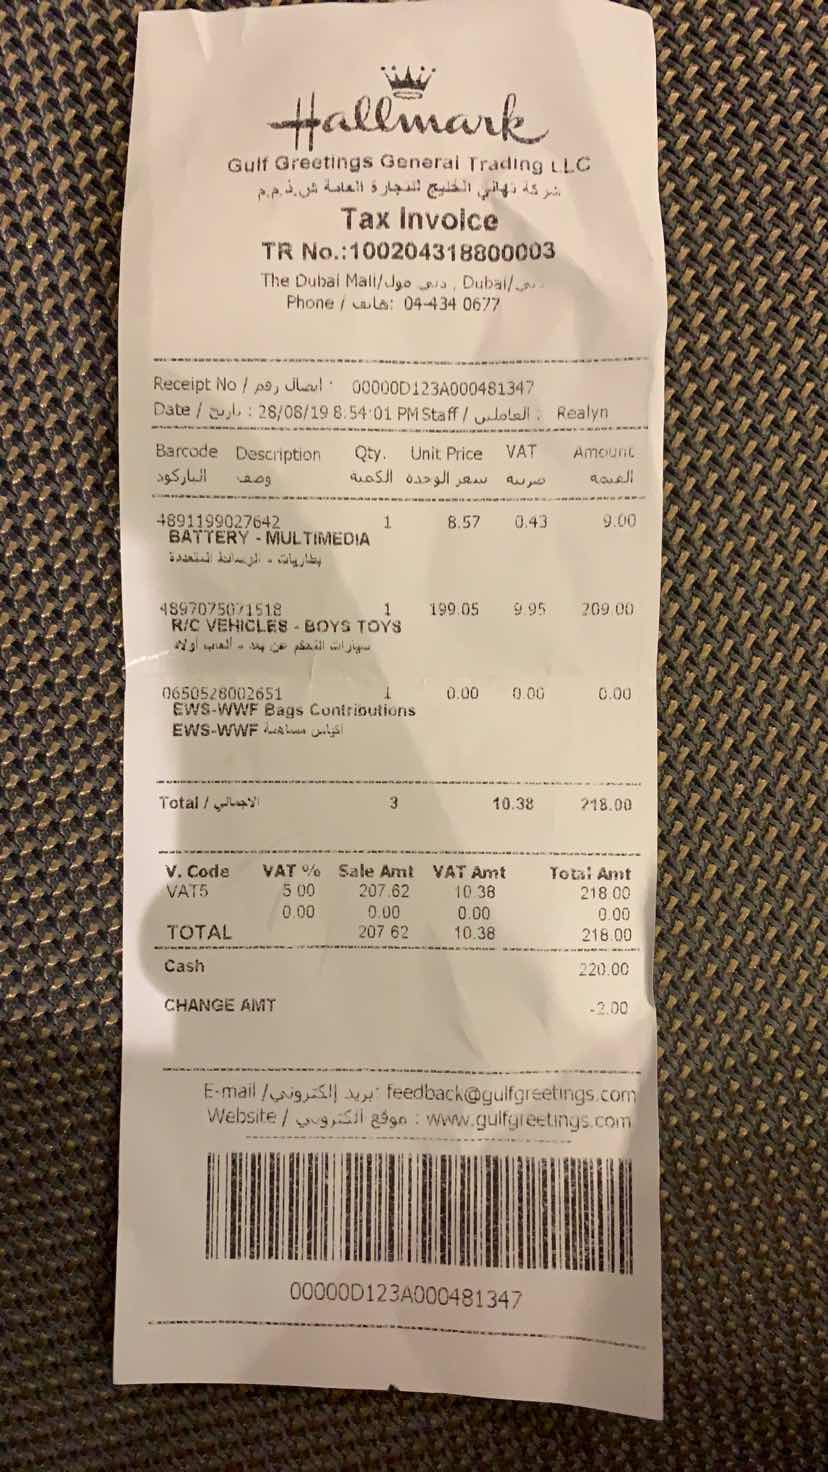 Hallmark
Gulf Greetings General Trading LLC
شركة تهاني الخليج للتجارة العامة ش.ذ.م.م
Tax Invoice
TR No.:100204318800003
The Dubai Mall/دبي مول , Dubai/دبي
Phone / هاتف: 04-434 0677
Receipt No / ايصال رقم : 00000D123A000481347
Date / تاريخ : 28/08/19 8:54:01 PM Staff / العاملين : Realyn
Barcode Description Qty. Unit Price VAT Amount
الباركود وصف الكمية سعر الوحده ضريبه القيمه
4891199027642 1 8.57 0.43 9.00
BATTERY - MULTIMEDIA
بطاريات - الوسائط المتعددة
4897075071518 1 199.05 9.95 209.00
R/C VEHICLES - BOYS TOYS
سيارات التحكم عن بعد - ألعاب أولاد
0650528002651 1 0.00 0.00 0.00
EWS-WWF Bags Contributions
EWS-WWF اكياس مساهمة
Total / الاجمالي 3 10.38 218.00
V. Code VAT % Sale Amt VAT Amt Total Amt
VAT5 5.00 207.62 10.38 218.00
0.00 0.00 0.00 0.00
TOTAL 207.62 10.38 218.00
Cash 220.00
CHANGE AMT -2.00
E-mail /بريد إلكتروني: feedback@gulfgreetings.com
Website / موقع الكتروني : www.gulfgreetings.com
00000D123A000481347